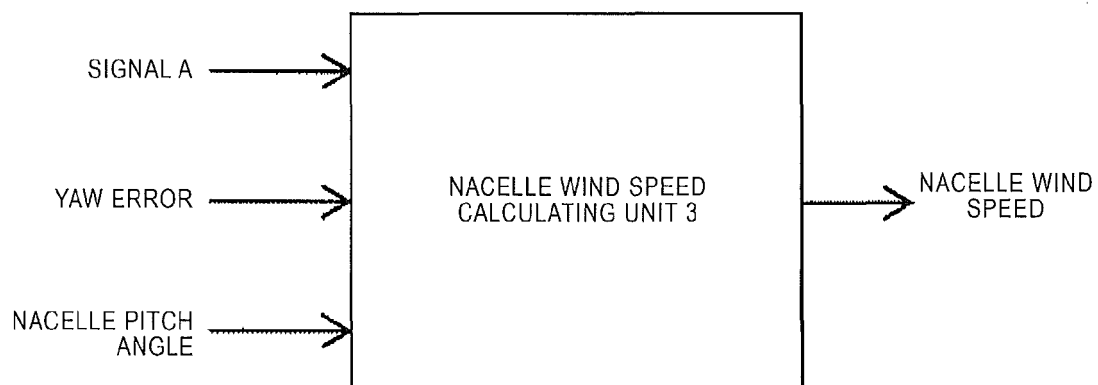 SIGNAL A
YAW ERROR
NACELLE PITCH
ANGLE
NACELLE WIND SPEED
CALCULATING UNIT 3
NACELLE WIND
SPEED